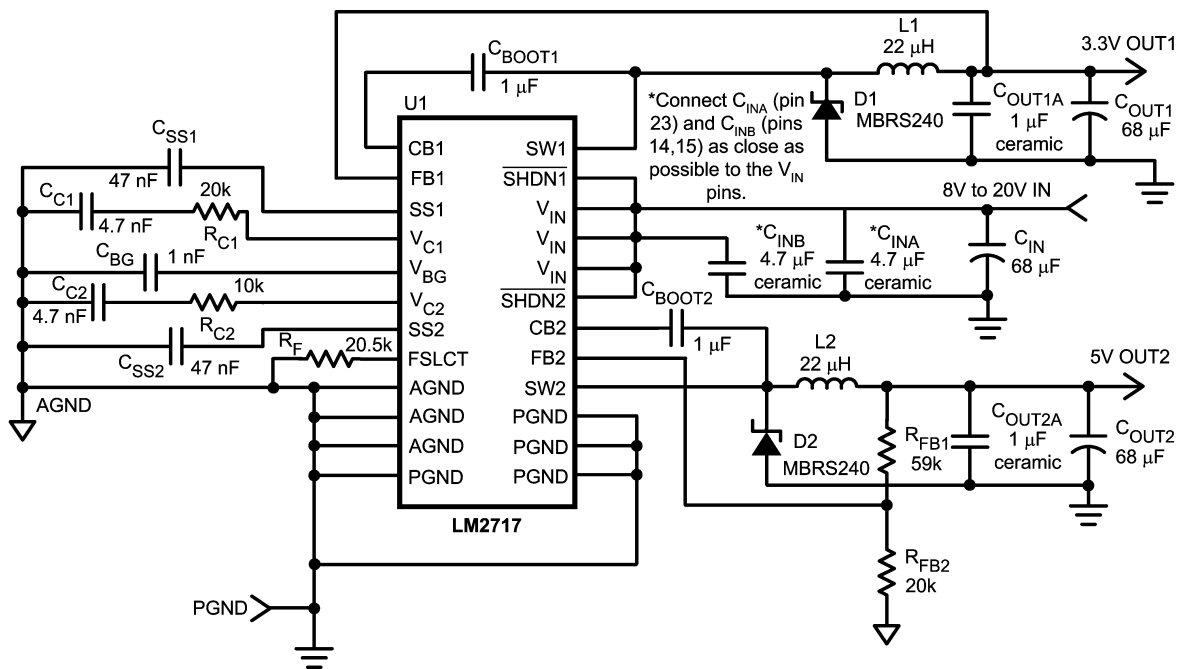 L1
22 µH
3.3V OUT1
CBOOT1
1 µF
U1
*Connect CINA (pin
23) and CINB (pins
14,15) as close as
possible to the VIN
pins.
D1
MBRS240
COUT1A
1 µF
ceramic
COUT1
68 µF
CSS1
47 nF
CC1
4.7 nF
20k
RC1
CBG
1 nF
CC2
4.7 nF
10k
RC2
CSS2
47 nF
RF
20.5k
AGND
CB1
FB1
SS1
VC1
VBG
VC2
SS2
FSLCT
AGND
AGND
AGND
PGND
SW1
SHDN1
VIN
VIN
VIN
SHDN2
CB2
FB2
SW2
PGND
PGND
PGND
LM2717
8V to 20V IN
*CINB
4.7 µF
ceramic
*CINA
4.7 µF
ceramic
CIN
68 µF
CBOOT2
1 µF
L2
22 µH
5V OUT2
D2
MBRS240
RFB1
59k
COUT2A
1 µF
ceramic
COUT2
68 µF
RFB2
20k
PGND